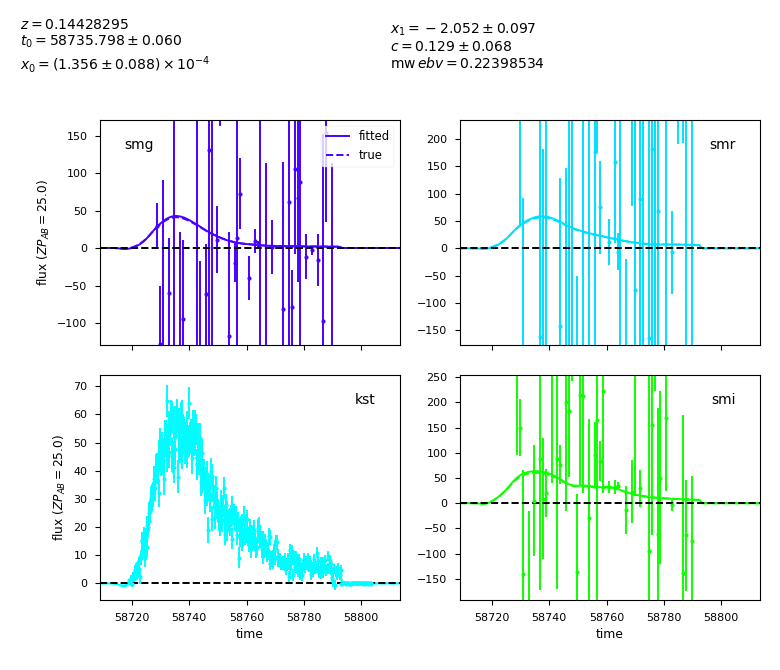 z = 0.14428295
t₀ = 58735.798 ± 0.060
x₀ = (1.356 ± 0.088) × 10⁻⁴
x₁ = −2.052 ± 0.097
c = 0.129 ± 0.068
mw ebv = 0.22398534
smg
fitted
true
150
100
50
0
−50
−100
flux (ZP_AB = 25.0)
smr
200
150
100
50
0
−50
−100
−150
kst
70
60
50
40
30
20
10
0
flux (ZP_AB = 25.0)
58720
58740
58760
58780
58800
time
smi
250
200
150
100
50
0
−50
−100
−150
58720
58740
58760
58780
58800
time